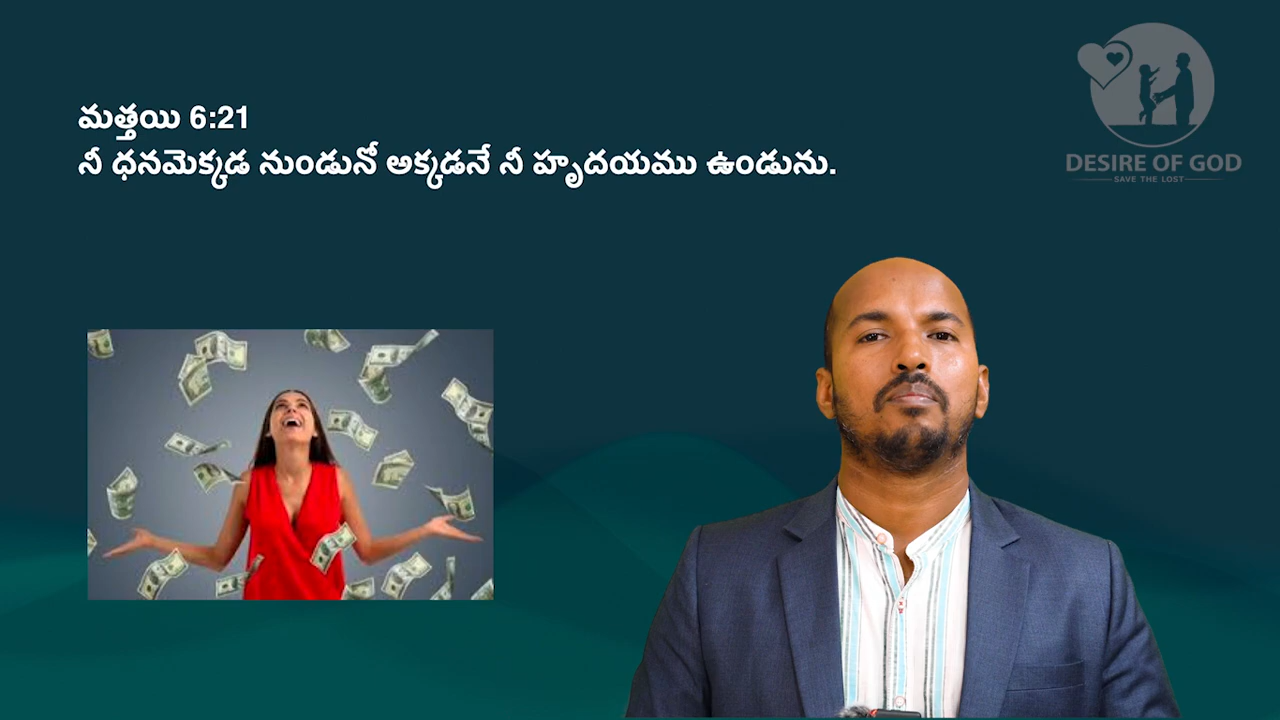 మత్తయి 6:21
నీ ధనమెక్కడ నుండునో అక్కడనే నీ హృదయము ఉండును.
DESIRE OF GOD
SAVE THE LOST